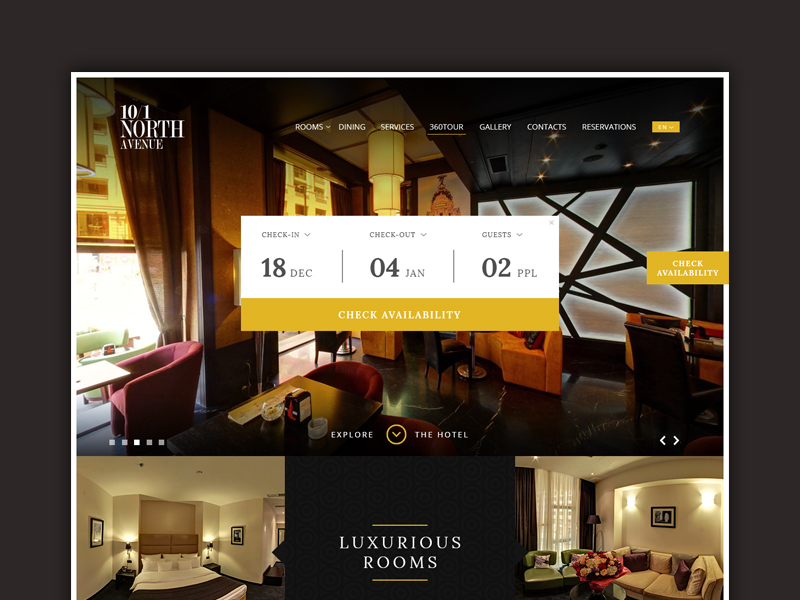 10/1
NORTH
AVENUE
ROOMS DINING SERVICES 360TOUR GALLERY CONTACTS RESERVATIONS EN
CHECK-IN CHECK-OUT GUESTS
18 DEC 04 JAN 02 PPL
CHECK AVAILABILITY
CHECK
AVAILABILITY
EXPLORE THE HOTEL
LUXURIOUS
ROOMS